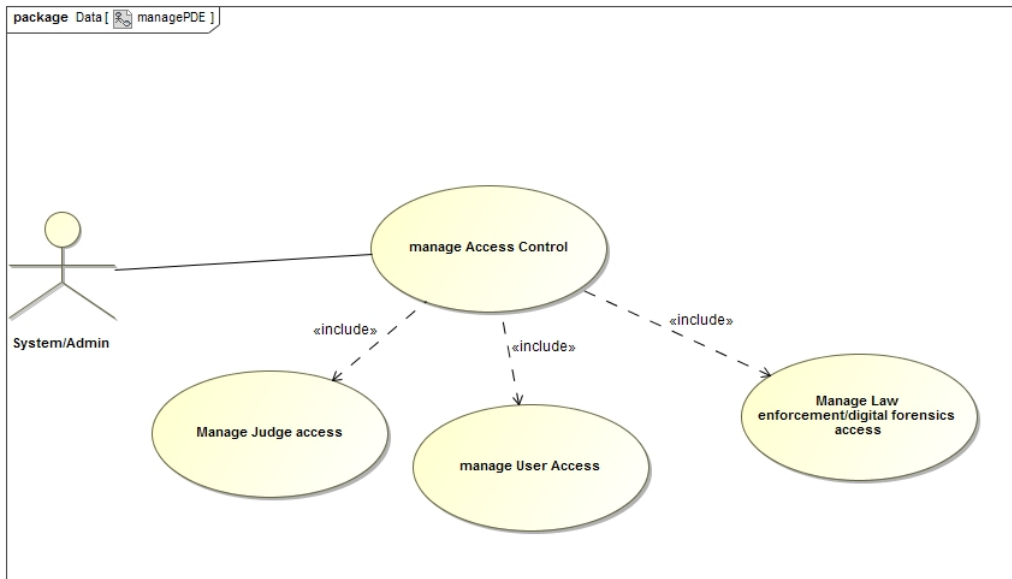 package Data [ managePDE ]
manage Access Control
System/Admin
«include»
«include»
«include»
Manage Judge access
manage User Access
Manage Law
enforcement/digital forensics
access